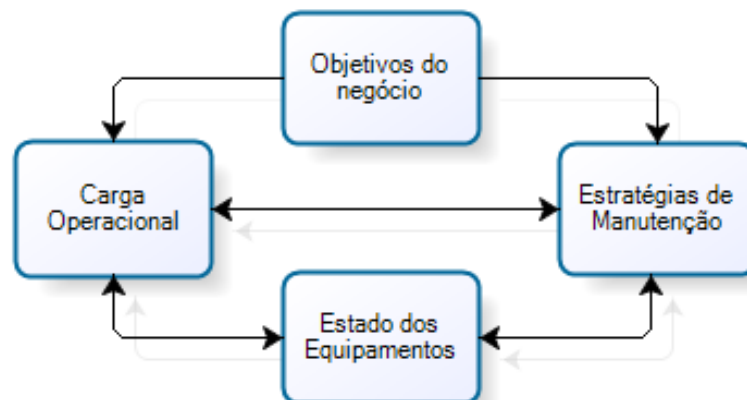 Objetivos do
negócio
Carga
Operacional
Estratégias de
Manutenção
Estado dos
Equipamentos